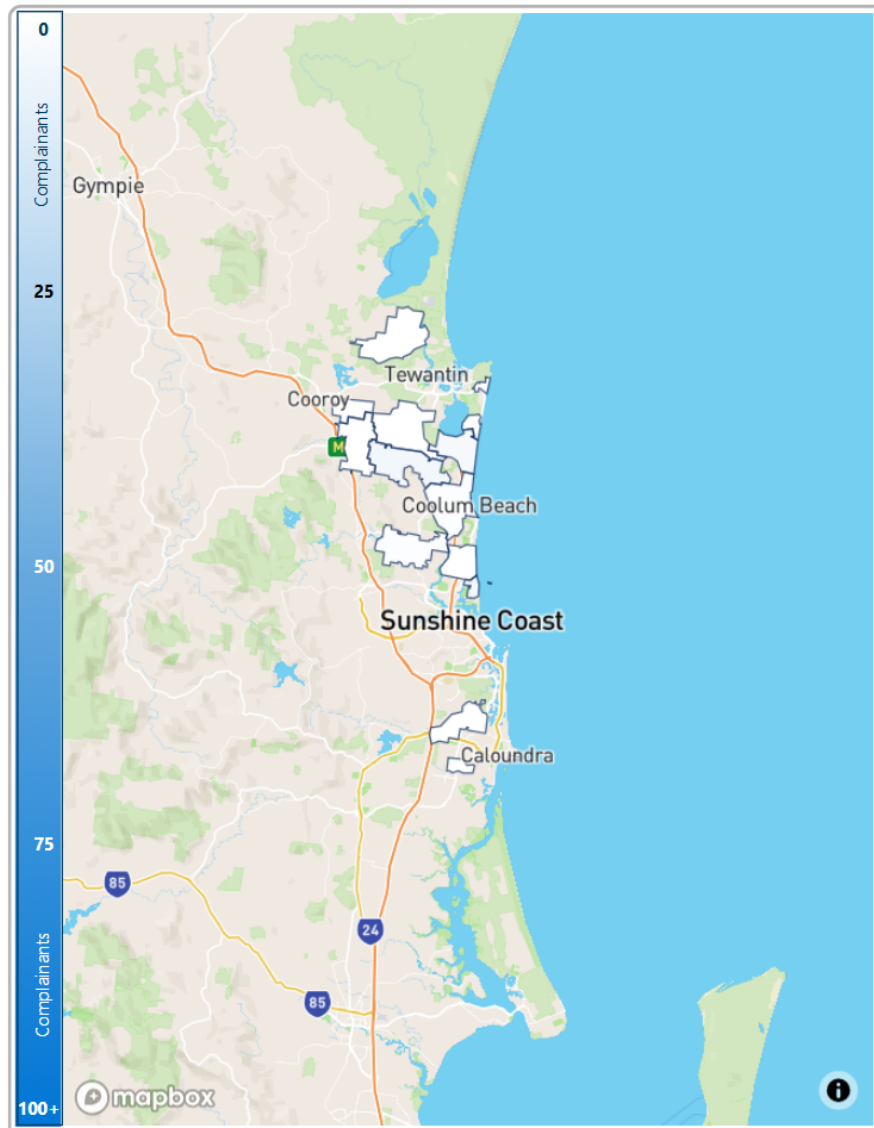 0
Complainants
25
50
75
Complainants
100+
Gympie
Tewantin
Cooroy
M
Coolum Beach
Sunshine Coast
Caloundra
85
24
85
mapbox
i